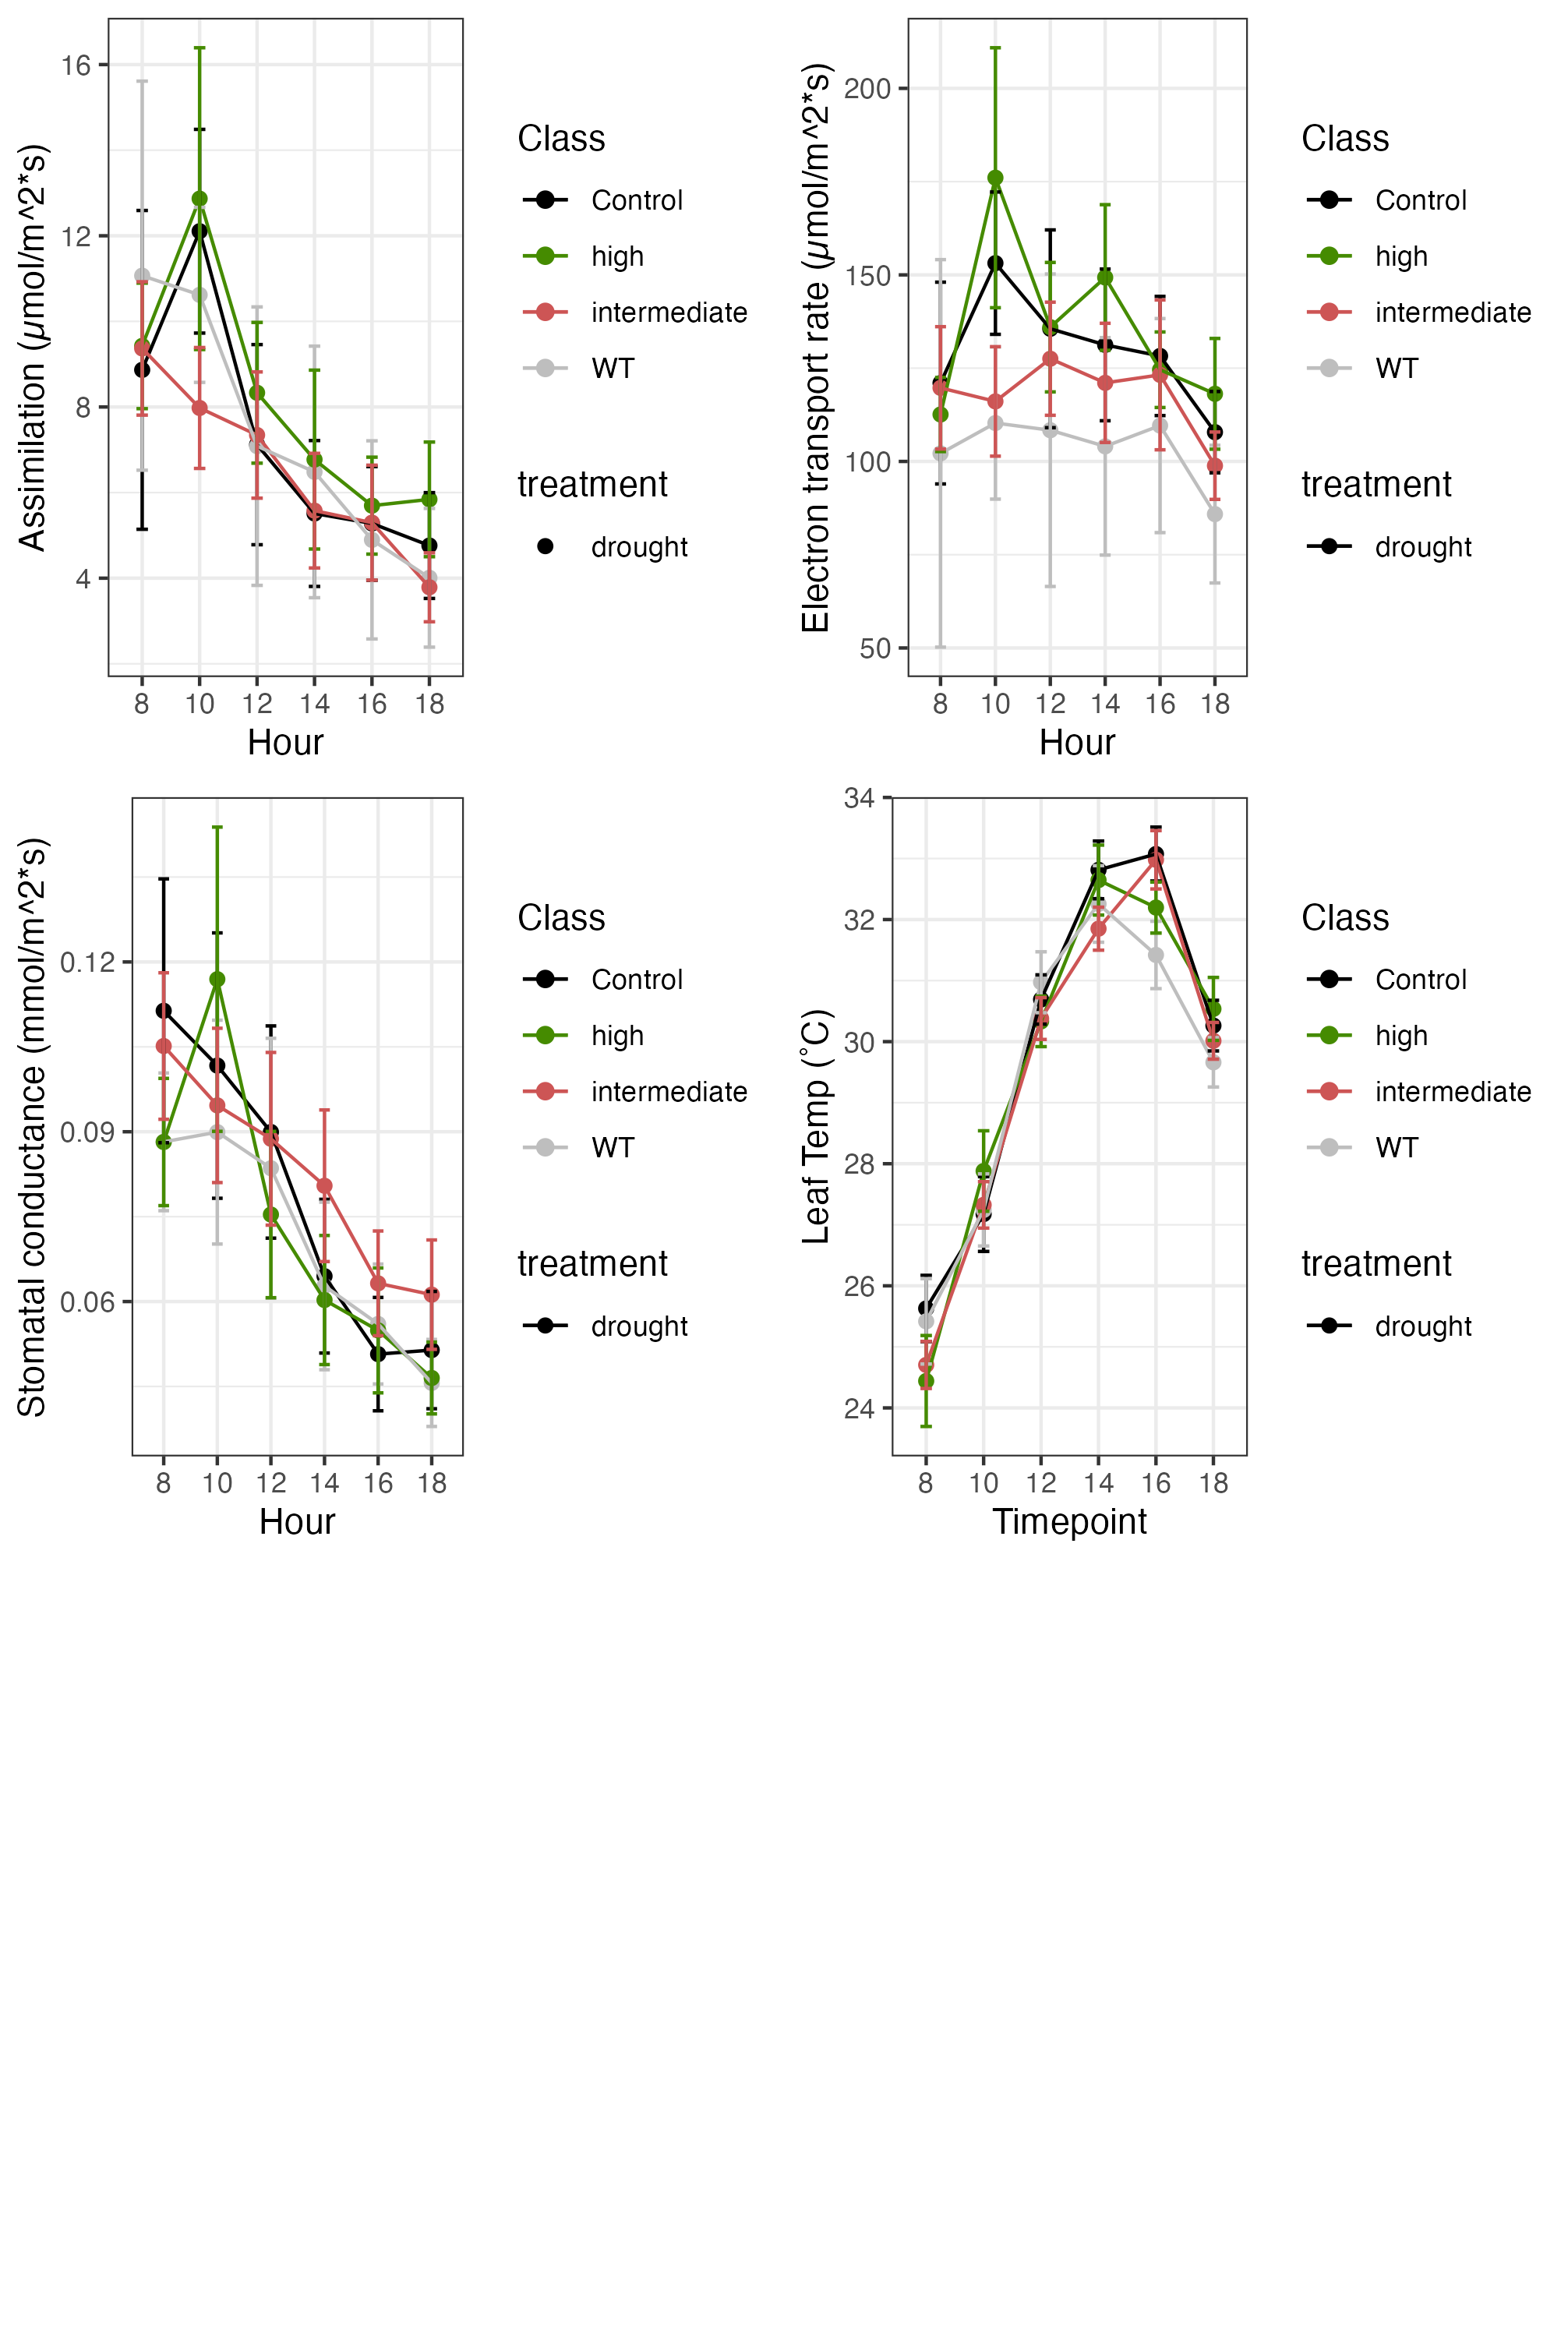 Assimilation (μmol/m^2*s)
16
12
8
4
8 10 12 14 16 18
Hour
Class
Control
high
intermediate
WT
treatment
drought
Electron transport rate (μmol/m^2*s)
200
150
100
50
8 10 12 14 16 18
Hour
Class
Control
high
intermediate
WT
treatment
drought
Stomatal conductance (mmol/m^2*s)
0.12
0.09
0.06
8 10 12 14 16 18
Hour
Class
Control
high
intermediate
WT
treatment
drought
Leaf Temp (˚C)
34
32
30
28
26
24
8 10 12 14 16 18
Timepoint
Class
Control
high
intermediate
WT
treatment
drought